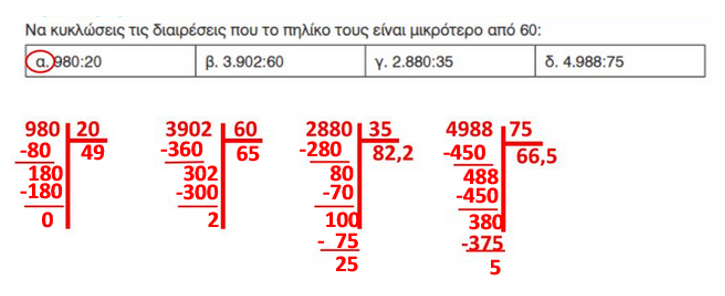 Να κυκλώσεις τις διαιρέσεις που το πηλίκο τους είναι μικρότερο από 60:
α. 980:20 β. 3.902:60 γ. 2.880:35 δ. 4.988:75
980 20 3902 60 2880 35 4988 75
-80 49 -360 65 -280 82,2 -450 66,5
180 302 80 488
-180 -300 -70 -450
0 2 100 380
- 75 -375
25 5